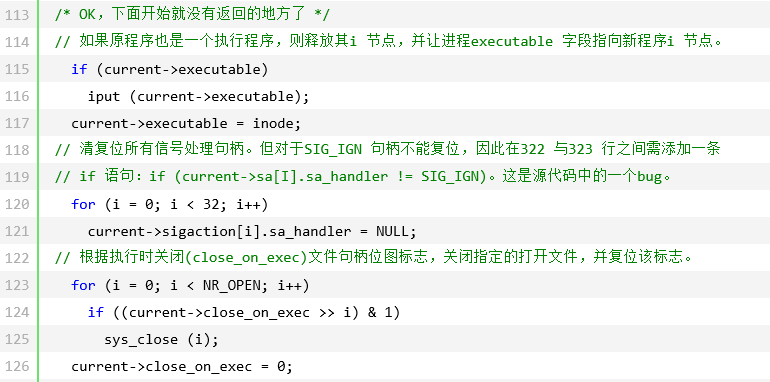 113 /* OK，下面开始就没有返回的地方了 */
114 // 如果原程序也是一个执行程序，则释放其i 节点，并让进程executable 字段指向新程序i 节点。
115 if (current->executable)
116 iput (current->executable);
117 current->executable = inode;
118 // 清复位所有信号处理句柄。但对于SIG_IGN 句柄不能复位，因此在322 与323 行之间需添加一条
119 // if 语句：if (current->sa[I].sa_handler != SIG_IGN)。这是源代码中的一个bug。
120 for (i = 0; i < 32; i++)
121 current->sigaction[i].sa_handler = NULL;
122 // 根据执行时关闭(close_on_exec)文件句柄位图标志，关闭指定的打开文件，并复位该标志。
123 for (i = 0; i < NR_OPEN; i++)
124 if ((current->close_on_exec >> i) & 1)
125 sys_close (i);
126 current->close_on_exec = 0;